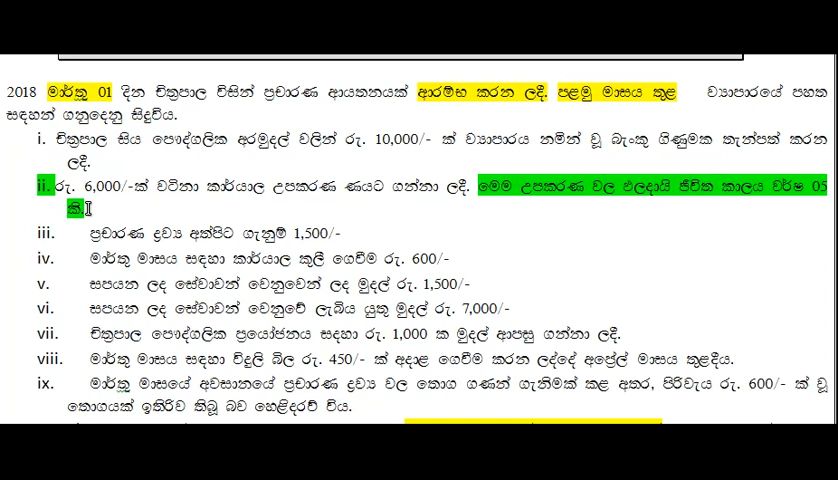 2018 මාර්තු 01 දින චිත්‍රපාල විසින් ප්‍රචාරණ ආයතනයක් ආරම්භ කරන ලදී. පළමු මාසය තුළ ව්‍යාපාරයේ පහත
සඳහන් ගනුදෙනු සිදුවිය.
i. චිත්‍රපාල සිය පෞද්ගලික අරමුදල් වලින් රු. 10,000/- ක් ව්‍යාපාරය නමින් වූ බැංකු ගිණුමක තැන්පත් කරන
ලදී.
ii. රු. 6,000/-ක් වටිනා කාර්යාල උපකරණ ණයට ගන්නා ලදී. මෙම උපකරණ වල ඵලදායි ජීවිත කාලය වර්ෂ 05
කි.
iii. ප්‍රචාරණ ද්‍රව්‍ය අත්පිට ගැනුම් 1,500/-
iv. මාර්තු මාසය සඳහා කාර්යාල කුලී ගෙවීම රු. 600/-
v. සපයන ලද සේවාවන් වෙනුවෙන් ලද මුදල් රු. 1,500/-
vi. සපයන ලද සේවාවන් වෙනුවේ ලැබිය යුතු මුදල් රු. 7,000/-
vii. චිත්‍රපාල පෞද්ගලික ප්‍රයෝජනය සදහා රු. 1,000 ක මුදල් ආපසු ගන්නා ලදී.
viii. මාර්තු මාසය සඳහා විදුලි බිල රු. 450/- ක් අදාළ ගෙවීම කරන ලද්දේ අප්‍රේල් මාසය තුළදීය.
ix. මාර්තු මාසයේ අවසානයේ ප්‍රචාරණ ද්‍රව්‍ය වල තොග ගණන් ගැනීමක් කළ අතර, පිරිවැය රු. 600/- ක් වූ
තොගයක් ඉතිරිව තිබූ බව හෙළිදරව් විය.